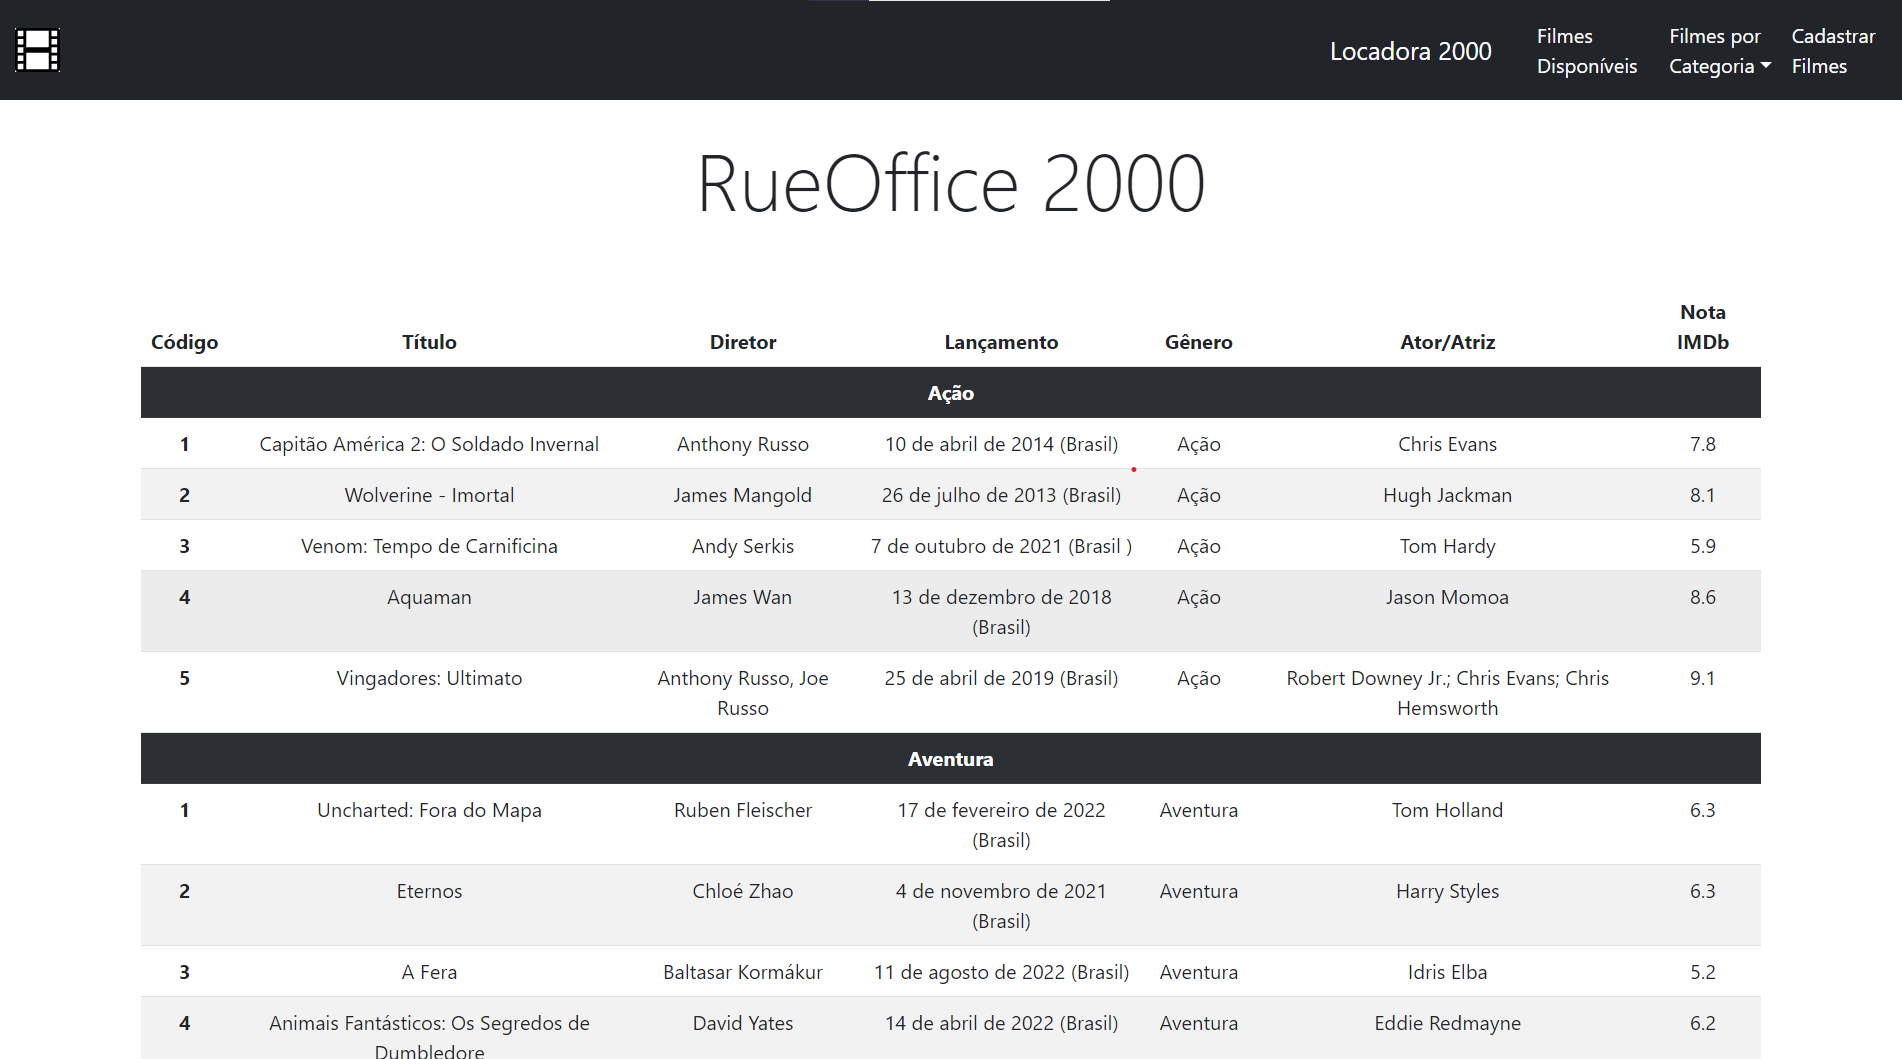 Locadora 2000
Filmes Disponíveis
Filmes por Categoria
Cadastrar Filmes
RueOffice 2000
Código Título Diretor Lançamento Gênero Ator/Atriz Nota IMDb
Ação
1 Capitão América 2: O Soldado Invernal Anthony Russo 10 de abril de 2014 (Brasil) Ação Chris Evans 7.8
2 Wolverine - Imortal James Mangold 26 de julho de 2013 (Brasil) Ação Hugh Jackman 8.1
3 Venom: Tempo de Carnificina Andy Serkis 7 de outubro de 2021 (Brasil ) Ação Tom Hardy 5.9
4 Aquaman James Wan 13 de dezembro de 2018 (Brasil) Ação Jason Momoa 8.6
5 Vingadores: Ultimato Anthony Russo, Joe Russo 25 de abril de 2019 (Brasil) Ação Robert Downey Jr.; Chris Evans; Chris Hemsworth 9.1
Aventura
1 Uncharted: Fora do Mapa Ruben Fleischer 17 de fevereiro de 2022 (Brasil) Aventura Tom Holland 6.3
2 Eternos Chloé Zhao 4 de novembro de 2021 (Brasil) Aventura Harry Styles 6.3
3 A Fera Baltasar Kormákur 11 de agosto de 2022 (Brasil) Aventura Idris Elba 5.2
4 Animais Fantásticos: Os Segredos de Dumbledore David Yates 14 de abril de 2022 (Brasil) Aventura Eddie Redmayne 6.2